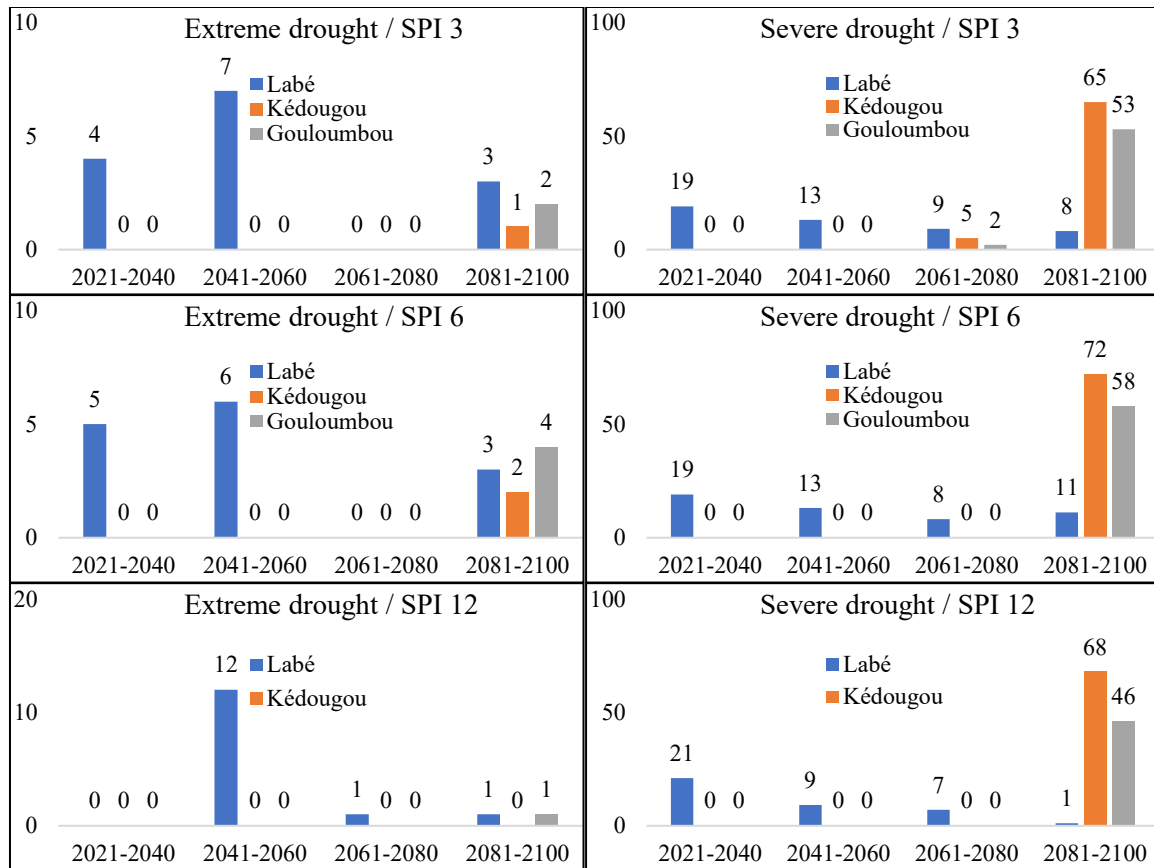 Extreme drought / SPI 3
10
5
0
Labé
Kédougou
Gouloumbou
4 0 0
7 0 0
0 0 0
3 1 2
2021-2040 2041-2060 2061-2080 2081-2100
Severe drought / SPI 3
100
50
0
Labé
Kédougou
Gouloumbou
19 0 0
13 0 0
9 5 2
8 65 53
2021-2040 2041-2060 2061-2080 2081-2100
Extreme drought / SPI 6
10
5
0
Labé
Kédougou
Gouloumbou
5 0 0
6 0 0
0 0 0
3 2 4
2021-2040 2041-2060 2061-2080 2081-2100
Severe drought / SPI 6
100
50
0
Labé
Kédougou
Gouloumbou
19 0 0
13 0 0
8 0 0
11 72 58
2021-2040 2041-2060 2061-2080 2081-2100
Extreme drought / SPI 12
20
10
0
Labé
Kédougou
0 0 0
12 0 0
1 0 0
1 0 1
2021-2040 2041-2060 2061-2080 2081-2100
Severe drought / SPI 12
100
50
0
Labé
Kédougou
21 0 0
9 0 0
7 0 0
1 68 46
2021-2040 2041-2060 2061-2080 2081-2100